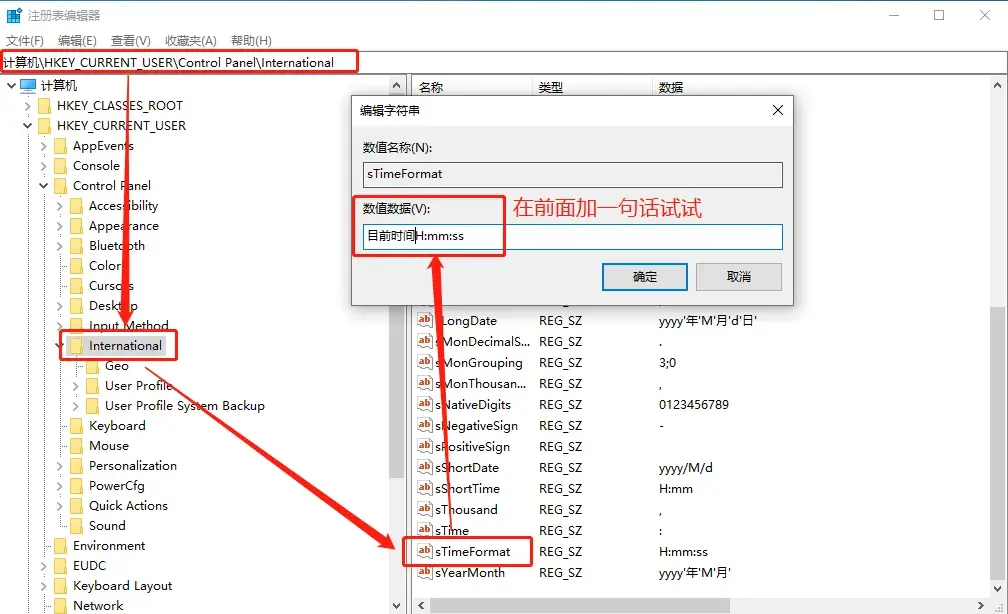 注册表编辑器
文件(F) 编辑(E) 查看(V) 收藏夹(A) 帮助(H)
计算机\HKEY_CURRENT_USER\Control Panel\International
计算机
HKEY_CLASSES_ROOT
HKEY_CURRENT_USER
AppEvents
Console
Control Panel
Accessibility
Appearance
Bluetooth
Colors
Cursors
Desktop
Input Method
International
Geo
User Profile
User Profile System Backup
Keyboard
Mouse
Personalization
PowerCfg
Quick Actions
Sound
Environment
EUDC
Keyboard Layout
Network
名称 类型 数据
编辑字符串
数值名称(N):
sTimeFormat
数值数据(V):
在前面加一句话试试
目前时间H:mm:ss
确定 取消
sLongDate REG_SZ yyyy'年'M'月'd'日'
sMonDecimalS... REG_SZ .
sMonGrouping REG_SZ 3;0
sMonThousan... REG_SZ ,
sNativeDigits REG_SZ 0123456789
sNegativeSign REG_SZ -
sPositiveSign REG_SZ
sShortDate REG_SZ yyyy/M/d
sShortTime REG_SZ H:mm
sThousand REG_SZ ,
sTime REG_SZ :
sTimeFormat REG_SZ H:mm:ss
sYearMonth REG_SZ yyyy'年'M'月'